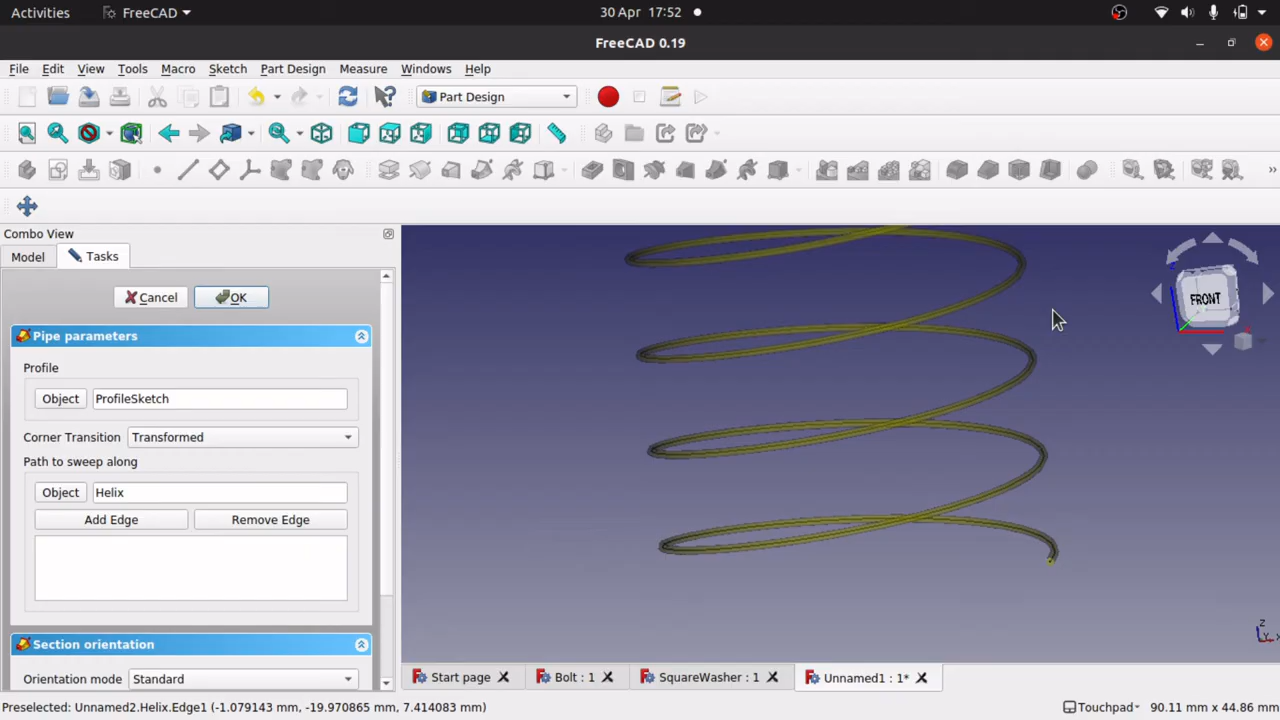 Activities
FreeCAD
30 Apr 17:52
FreeCAD 0.19
File Edit View Tools Macro Sketch Part Design Measure Windows Help
Part Design
Combo View
Model
Tasks
Cancel
OK
Pipe parameters
Profile
Object
ProfileSketch
Corner Transition
Transformed
Path to sweep along
Object
Helix
Add Edge
Remove Edge
Section orientation
Orientation mode
Standard
FRONT
Z
Y
X
Start page
Bolt : 1
SquareWasher : 1
Unnamed1 : 1*
Preselected: Unnamed2.Helix.Edge1 (-1.079143 mm, -19.970865 mm, 7.414083 mm)
Touchpad
90.11 mm x 44.86 mm